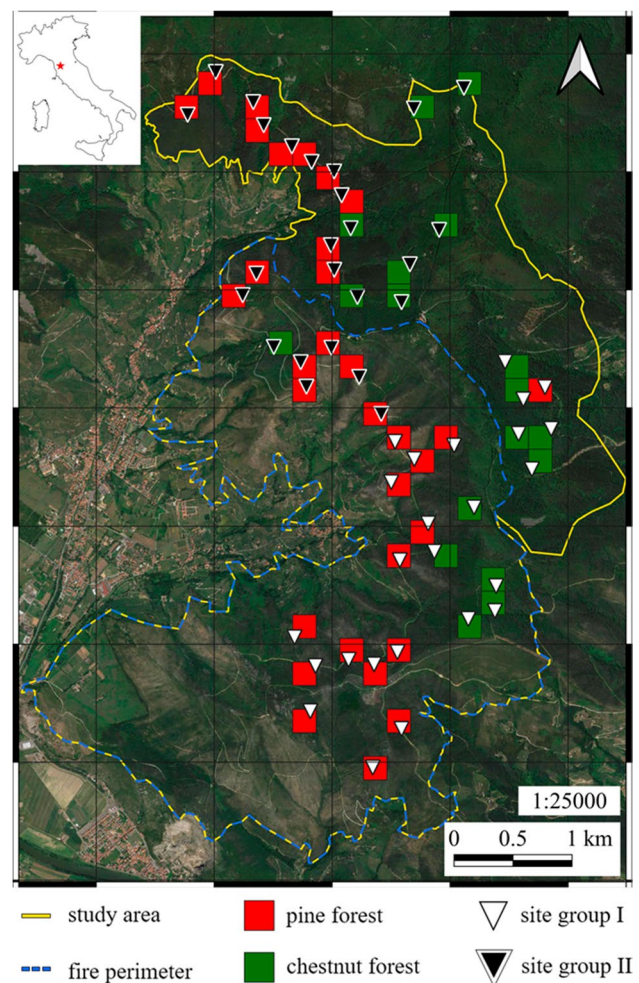 1:25000
0 0.5 1 km
study area
pine forest
site group I
fire perimeter
chestnut forest
site group II